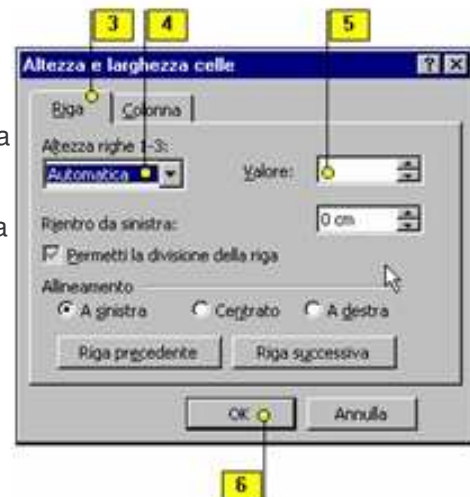 3 4 5
Altezza e larghezza celle
Riga Colonna
a
Altezza righe 1-3:
Automatica Valore:
a
Rientro da sinistra: 0 cm
Permetti la divisione della riga
Allineamento
A sinistra Centrato A destra
Riga precedente Riga successiva
OK Annulla
6